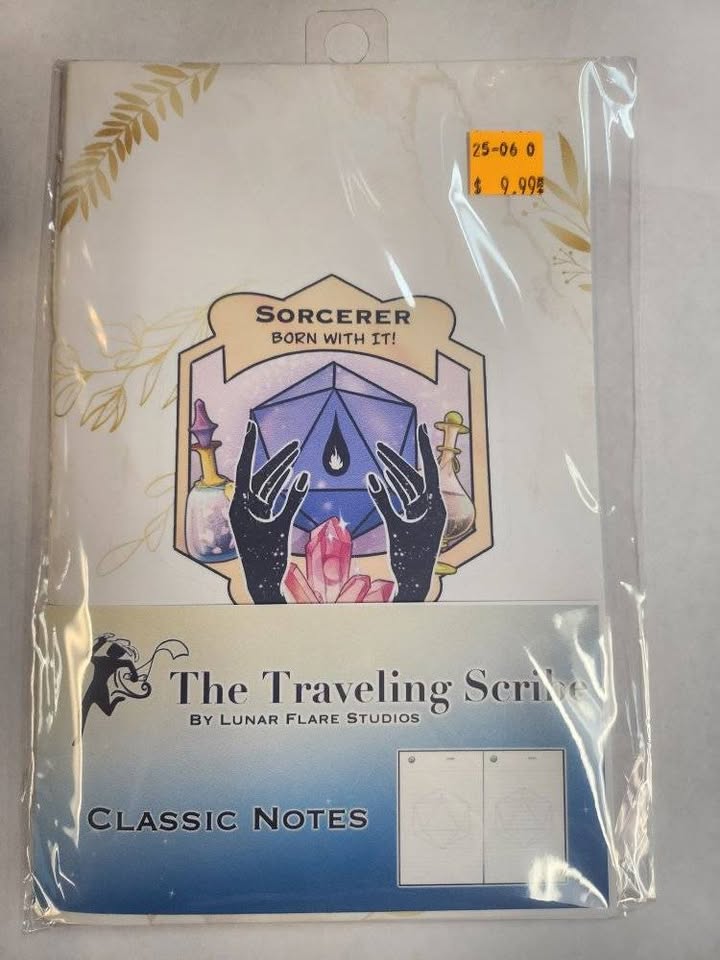 25-06 0
$ 9.99
SORCERER
BORN WITH IT!
The Traveling Scribe
BY LUNAR FLARE STUDIOS
CLASSIC NOTES